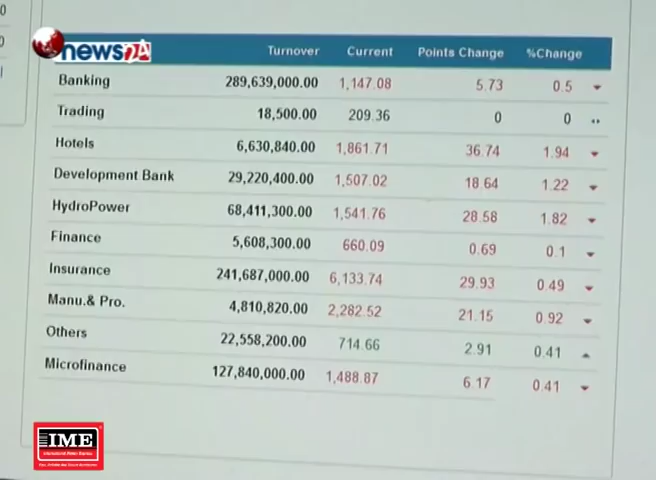 news24
Turnover Current Points Change %Change
Banking 289,639,000.00 1,147.08 5.73 0.5
Trading 18,500.00 209.36 0 0
Hotels 6,630,840.00 1,861.71 36.74 1.94
Development Bank 29,220,400.00 1,507.02 18.64 1.22
HydroPower 68,411,300.00 1,541.76 28.58 1.82
Finance 5,608,300.00 660.09 0.69 0.1
Insurance 241,687,000.00 6,133.74 29.93 0.49
Manu.& Pro. 4,810,820.00 2,282.52 21.15 0.92
Others 22,558,200.00 714.66 2.91 0.41
Microfinance 127,840,000.00 1,488.87 6.17 0.41
IME